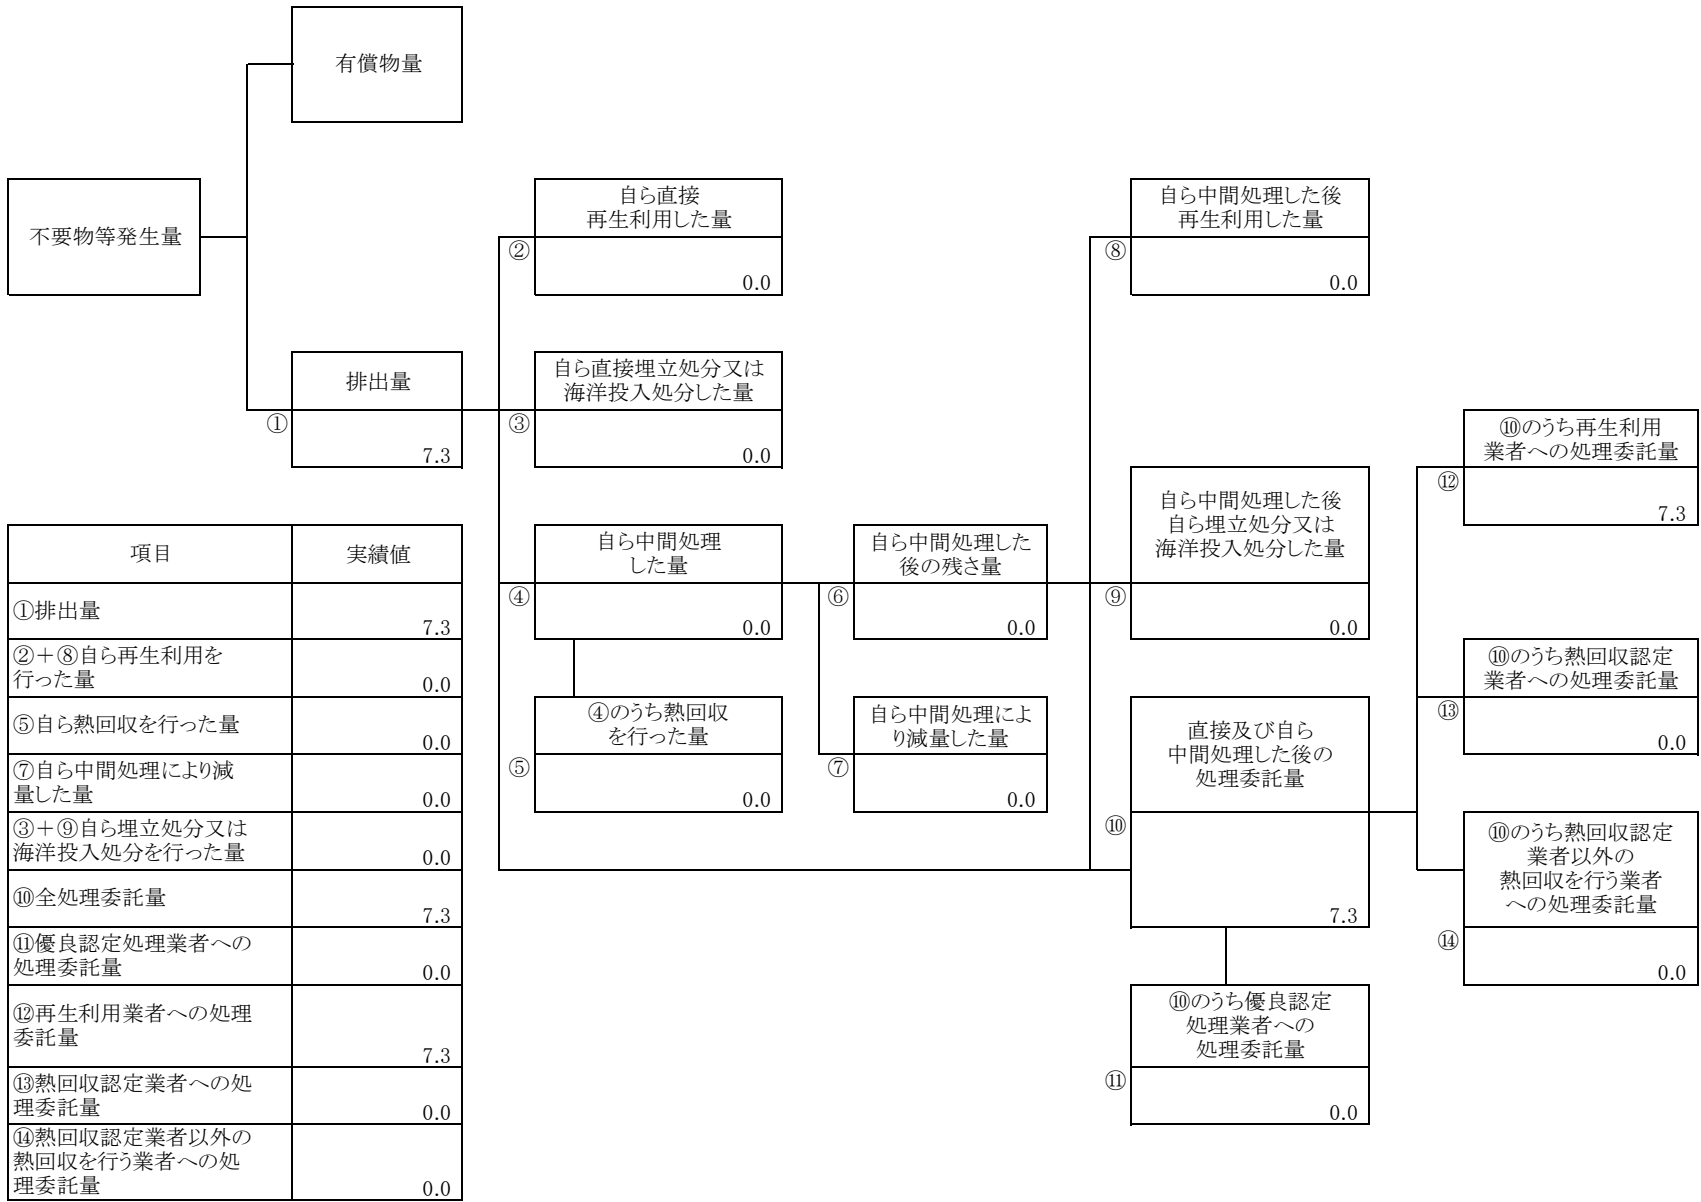 有償物量
不要物等発生量
排出量
①
7.3
自ら直接
再生利用した量
②
0.0
自ら直接埋立処分又は
海洋投入処分した量
③
0.0
自ら中間処理
した量
④
0.0
④のうち熱回収
を行った量
⑤
0.0
自ら中間処理した
後の残さ量
⑥
0.0
自ら中間処理によ
り減量した量
⑦
0.0
自ら中間処理した後
再生利用した量
⑧
0.0
自ら中間処理した後
自ら埋立処分又は
海洋投入処分した量
⑨
0.0
直接及び自ら
中間処理した後の
処理委託量
⑩
7.3
⑩のうち優良認定
処理業者への
処理委託量
⑪
0.0
⑩のうち再生利用
業者への処理委託量
⑫
7.3
⑩のうち熱回収認定
業者への処理委託量
⑬
0.0
⑩のうち熱回収認定
業者以外の
熱回収を行う業者
への処理委託量
⑭
0.0
項目 実績値
①排出量
7.3
②＋⑧自ら再生利用を
行った量
0.0
⑤自ら熱回収を行った量
0.0
⑦自ら中間処理により減
量した量
0.0
③＋⑨自ら埋立処分又は
海洋投入処分を行った量
0.0
⑩全処理委託量
7.3
⑪優良認定処理業者への
処理委託量
0.0
⑫再生利用業者への処理
委託量
7.3
⑬熱回収認定業者への処
理委託量
0.0
⑭熱回収認定業者以外の
熱回収を行う業者への処
理委託量
0.0